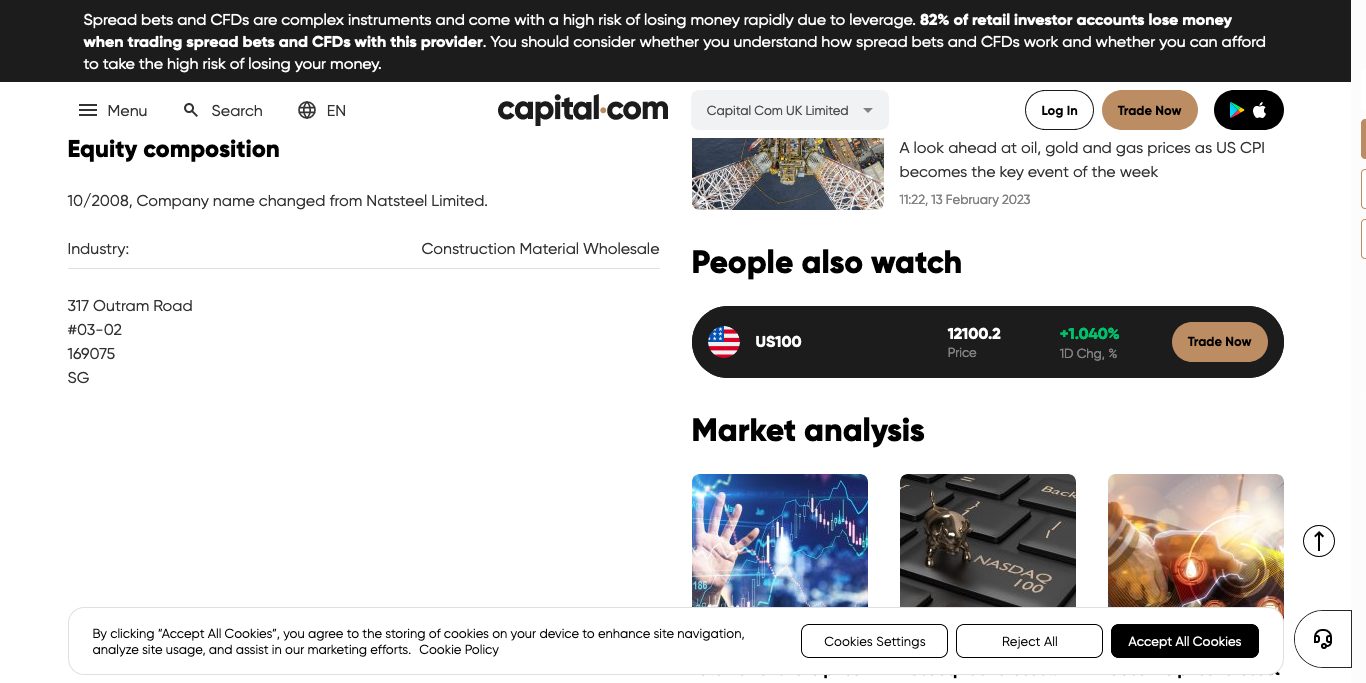 Spread bets and CFDs are complex instruments and come with a high risk of losing money rapidly due to leverage. 82% of retail investor accounts lose money
when trading spread bets and CFDs with this provider. You should consider whether you understand how spread bets and CFDs work and whether you can afford
to take the high risk of losing your money.
Menu
Search
EN
capital.com
Capital Com UK Limited
Log In
Trade Now
Equity composition
10/2008, Company name changed from Natsteel Limited.
Industry:
Construction Material Wholesale
317 Outram Road
#03-02
169075
SG
A look ahead at oil, gold and gas prices as US CPI
becomes the key event of the week
11:22, 13 February 2023
People also watch
US100
12100.2
Price
+1.040%
1D Chg, %
Trade Now
Market analysis
186
Back
NASDAQ
100
By clicking “Accept All Cookies”, you agree to the storing of cookies on your device to enhance site navigation,
analyze site usage, and assist in our marketing efforts. Cookie Policy
Cookies Settings
Reject All
Accept All Cookies